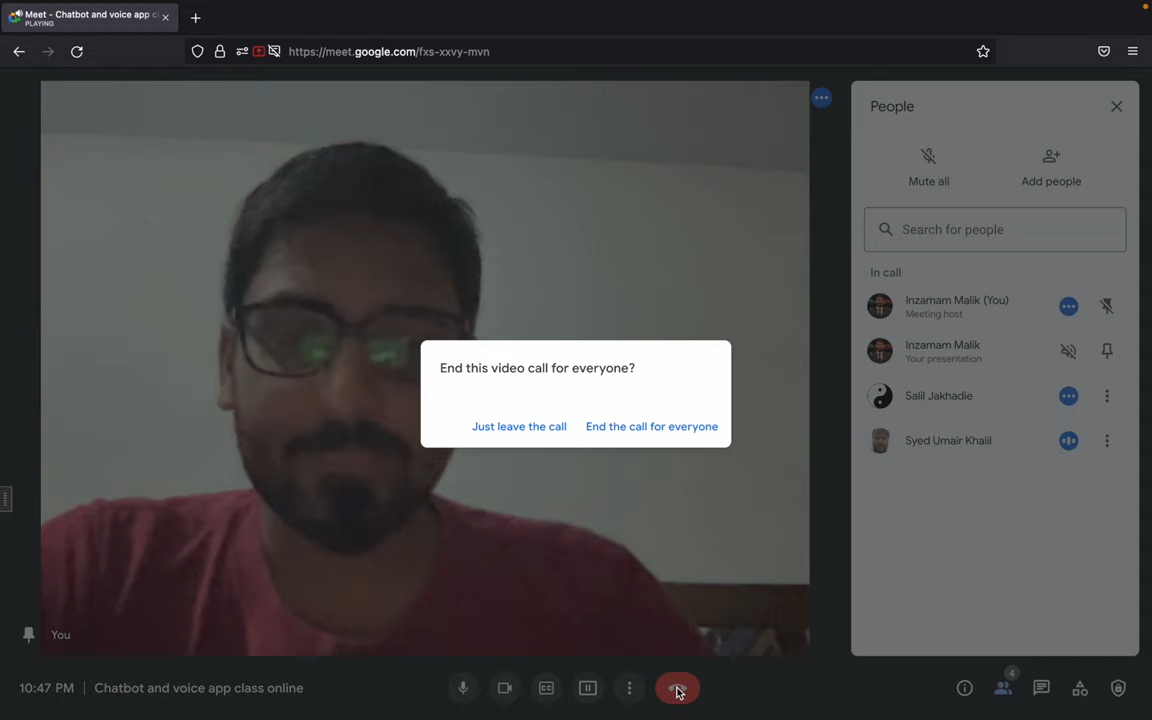 Meet - Chatbot and voice app c
PLAYING
https://meet.google.com/fxs-xxvy-mvn
People
Mute all
Add people
Search for people
In call
Inzamam Malik (You)
Meeting host
Inzamam Malik
Your presentation
Salil Jakhadie
Syed Umair Khalil
End this video call for everyone?
Just leave the call
End the call for everyone
You
10:47 PM | Chatbot and voice app class online
CC
4